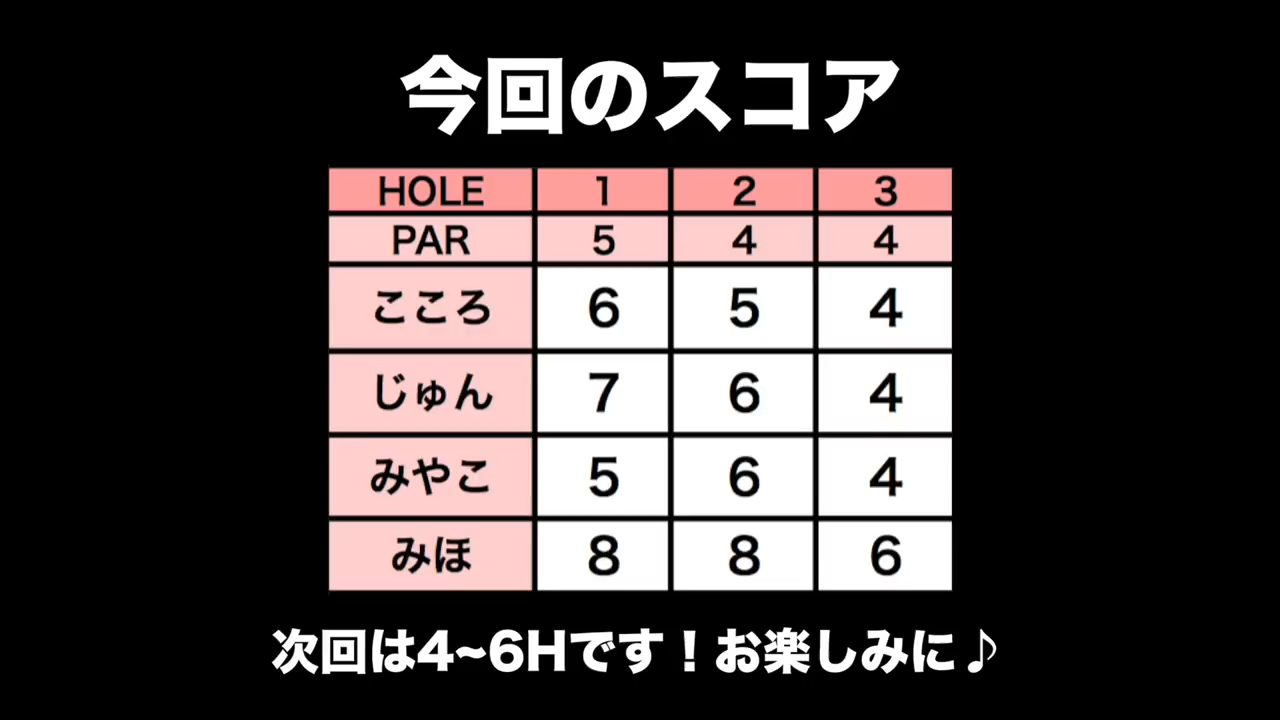 今回のスコア
HOLE 1 2 3
PAR 5 4 4
こころ 6 5 4
じゅん 7 6 4
みやこ 5 6 4
みほ 8 8 6
次回は4~6Hです！お楽しみに♪